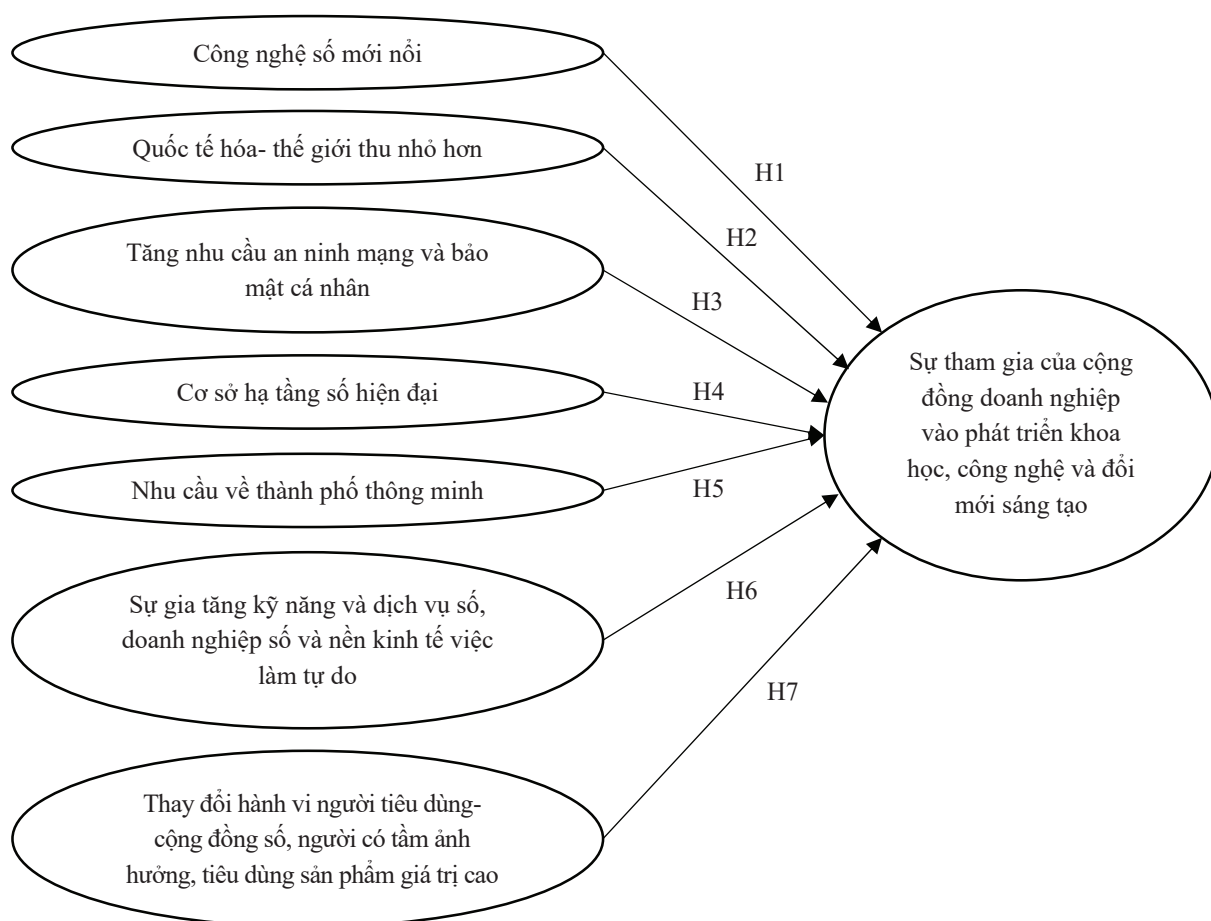 Công nghệ số mới nổi
Quốc tế hóa- thế giới thu nhỏ hơn
Tăng nhu cầu an ninh mạng và bảo
mật cá nhân
Cơ sở hạ tầng số hiện đại
Nhu cầu về thành phố thông minh
Sự gia tăng kỹ năng và dịch vụ số,
doanh nghiệp số và nền kinh tế việc
làm tự do
Thay đổi hành vi người tiêu dùng-
cộng đồng số, người có tầm ảnh
hưởng, tiêu dùng sản phẩm giá trị cao
H1
H2
H3
H4
H5
H6
H7
Sự tham gia của cộng
đồng doanh nghiệp
vào phát triển khoa
học, công nghệ và đổi
mới sáng tạo